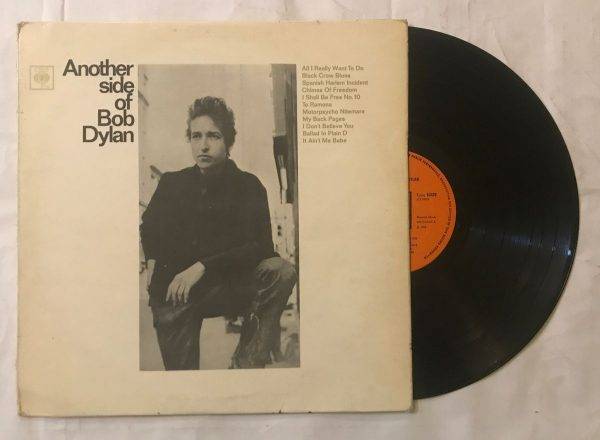 Another
side
of
Bob
Dylan
All I Really Want To Do
Black Crow Blues
Spanish Harlem Incident
Chimes Of Freedom
I Shall Be Free No. 10
To Ramona
Motorpsycho Nitemare
My Back Pages
I Don't Believe You
Ballad In Plain D
It Ain't Me Babe